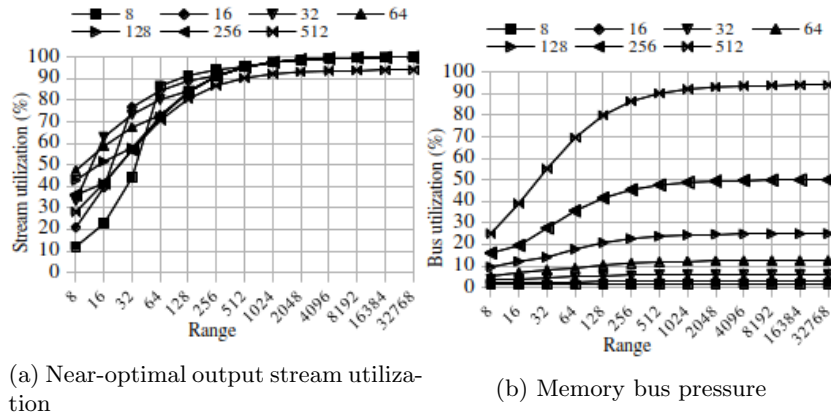 8 16 32 64
128 256 512
100
90
80
70
60
50
40
30
20
10
0
Stream utilization (%)
8 16 32 64 128 256 512 1024 2048 4096 8192 16384 32768
Range
(a) Near-optimal output stream utiliza-
tion
8 16 32 64
128 256 512
100
90
80
70
60
50
40
30
20
10
0
Bus utilization (%)
8 16 32 64 128 256 512 1024 2048 4096 8192 16384 32768
Range
(b) Memory bus pressure